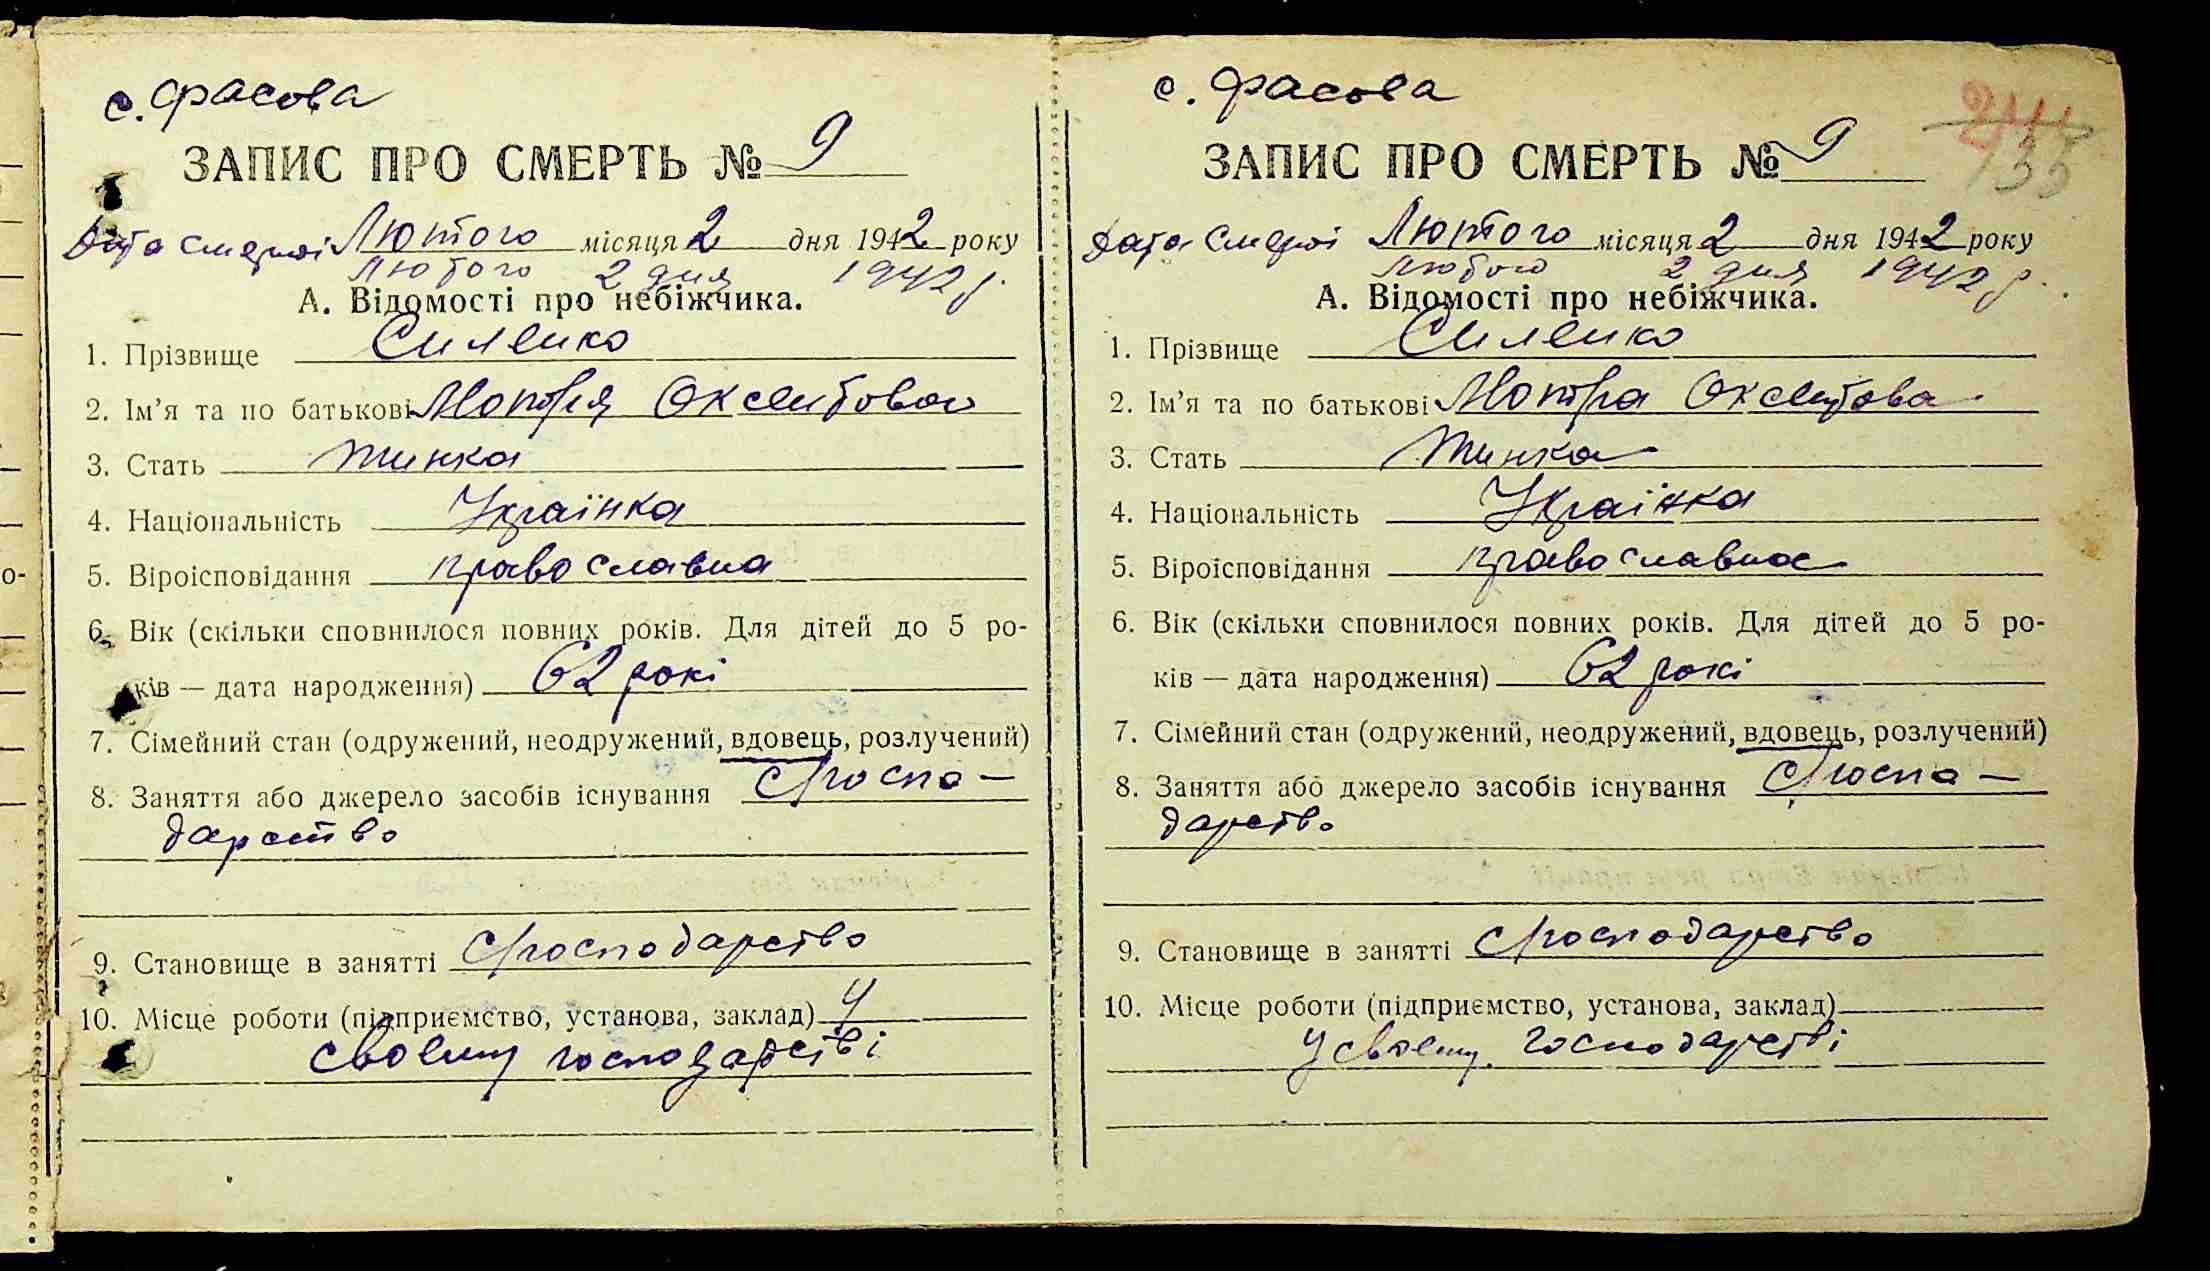 с. Фасова
ЗАПИС ПРО СМЕРТЬ № 9
Дата смерті Лютого місяця 2 дня 1942 року
Лютого 2 дня 1942 р.
А. Відомості про небіжчика.
1. Прізвище Силенко
2. Ім’я та по батькові Мотря Оксентова
3. Стать жинка
4. Національність Українка
5. Віроісповідання православна
6. Вік (скільки сповнилося повних років. Для дітей до 5 ро-
ків — дата народження) 62 рокі
7. Сімейний стан (одружений, неодружений, вдовець, розлучений)
8. Заняття або джерело засобів існування Госпо-
дарство
9. Становище в занятті Господарство
10. Місце роботи (підприємство, установа, заклад) У
своєму господарстві
с. Фасова
ЗАПИС ПРО СМЕРТЬ № 9
244
135
Дата смерті Лютого місяця 2 дня 1942 року
Лютого 2 дня 1942 р.
А. Відомості про небіжчика.
1. Прізвище Силенко
2. Ім’я та по батькові Мотра Оксентова
3. Стать жинка
4. Національність Українка
5. Віроісповідання православна
6. Вік (скільки сповнилося повних років. Для дітей до 5 ро-
ків — дата народження) 62 рокі
7. Сімейний стан (одружений, неодружений, вдовець, розлучений)
8. Заняття або джерело засобів існування Госпо-
дарство
9. Становище в занятті Господарство
10. Місце роботи (підприємство, установа, заклад)
У своєму господарстві